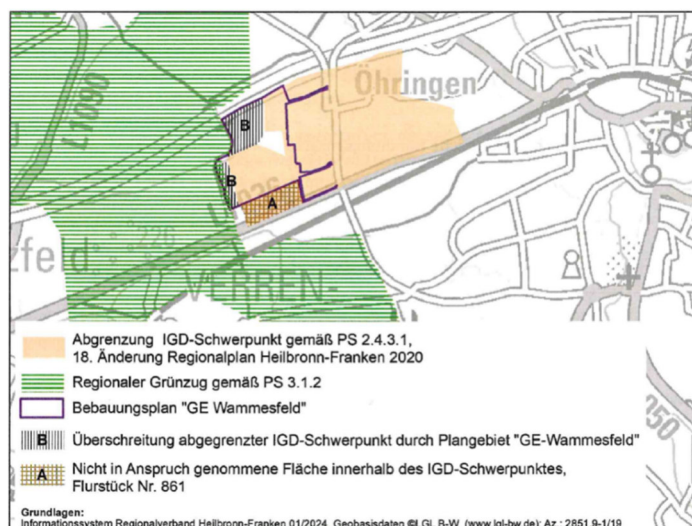 Öhringen
L1090
B
B
L1036
A
226
zfeld
VERREN-
Abgrenzung IGD-Schwerpunkt gemäß PS 2.4.3.1,
18. Änderung Regionalplan Heilbronn-Franken 2020
Regionaler Grünzug gemäß PS 3.1.2
Bebauungsplan "GE Wammesfeld"
B Überschreitung abgegrenzter IGD-Schwerpunkt durch Plangebiet "GE-Wammesfeld"
A Nicht in Anspruch genommene Fläche innerhalb des IGD-Schwerpunktes,
Flurstück Nr. 861
Grundlagen:
Informationssystem Regionalverband Heilbronn-Franken 01/2024, Geobasisdaten ©LGL B-W, (www.lgl-bw.de); Az.: 2851.9-1/19